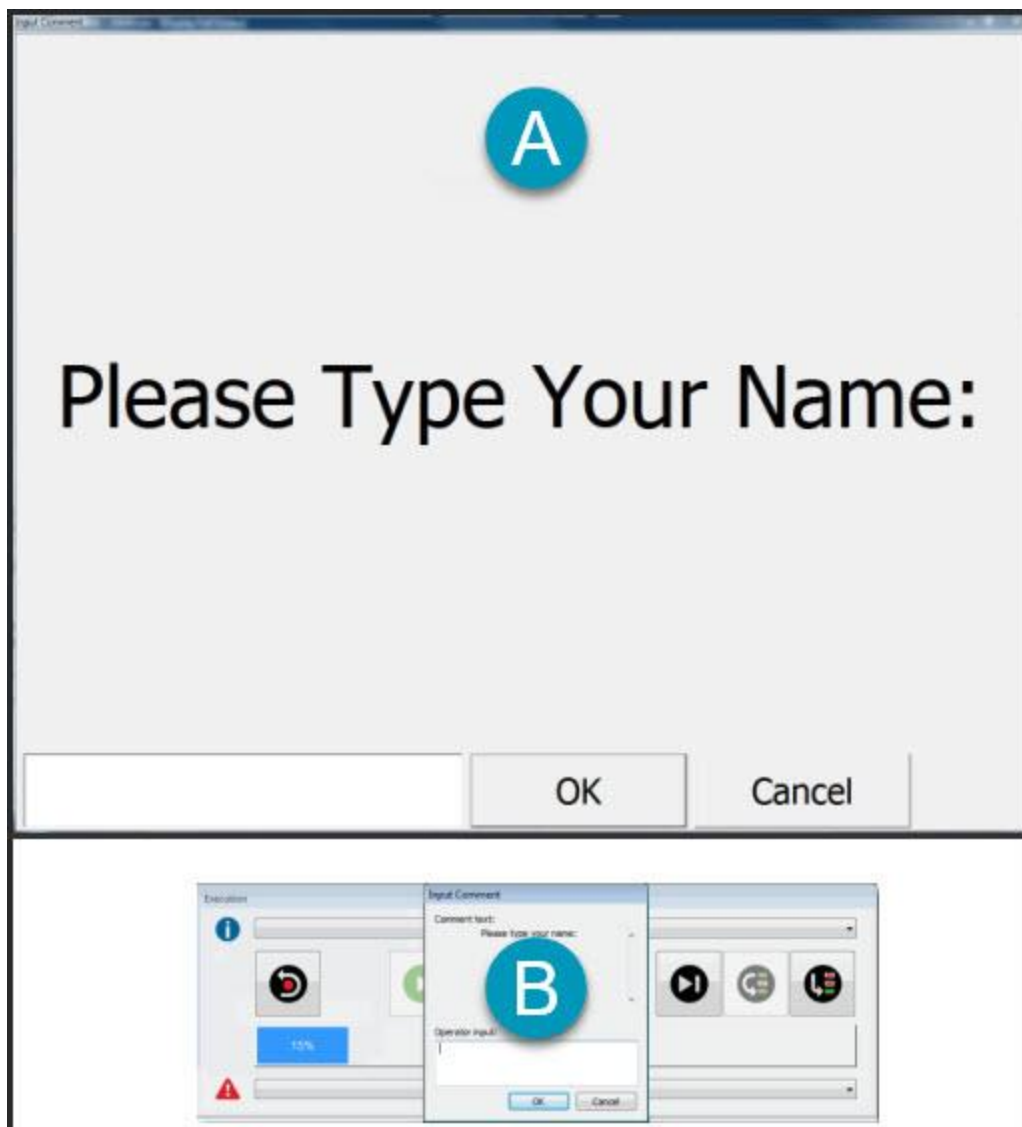 Input Comment
A
Please Type Your Name:
OK
Cancel
Execution
Input Comment
Comment text:
Please type your name:
B
Operator input:
15%
OK
Cancel